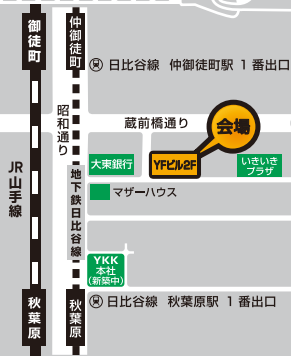 御徒町
仲御徒町
日比谷線 仲御徒町駅 1番出口
昭和通り
蔵前橋通り
会場
大東銀行
YFビル2F
いきいき
プラザ
JR山手線
地下鉄日比谷線
マザーハウス
YKK
本社
(新築中)
秋葉原
秋葉原
日比谷線 秋葉原駅 1番出口